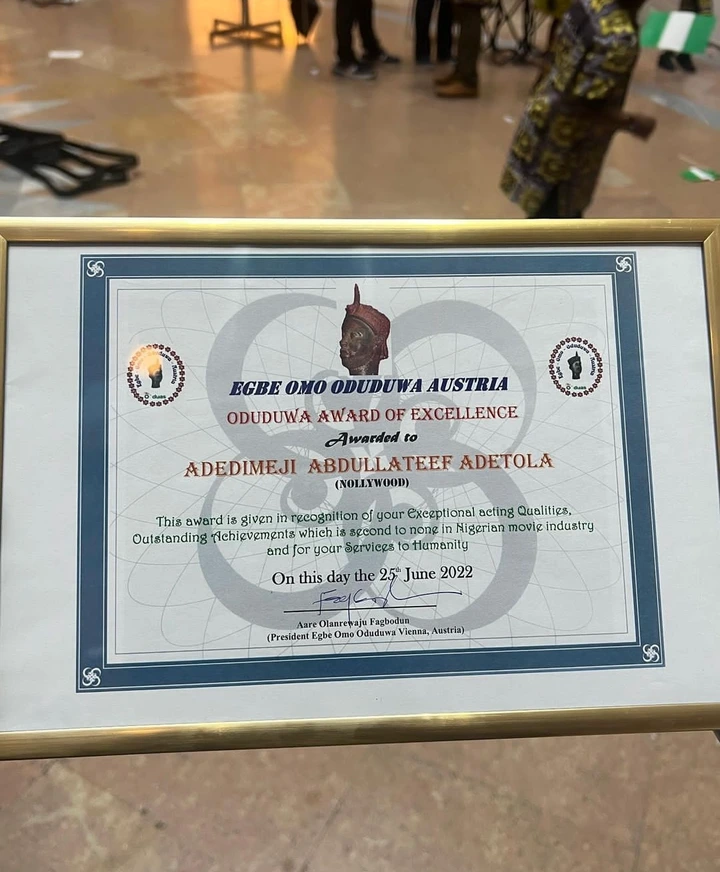 EGBE OMO ODUDUWA AUSTRIA
ODUDUWA AWARD OF EXCELLENCE
Awarded to
ADEDIMEJI ABDULLATEEF ADETOLA
(NOLLYWOOD)
This award is given in recognition of your Exceptional acting Qualities,
Outstanding Achievements which is second to none in Nigerian movie industry
and for your Services to Humanity
On this day the 25th June 2022
Aare Olanrewaju Fagbodun
(President Egbe Omo Oduduwa Vienna, Austria)